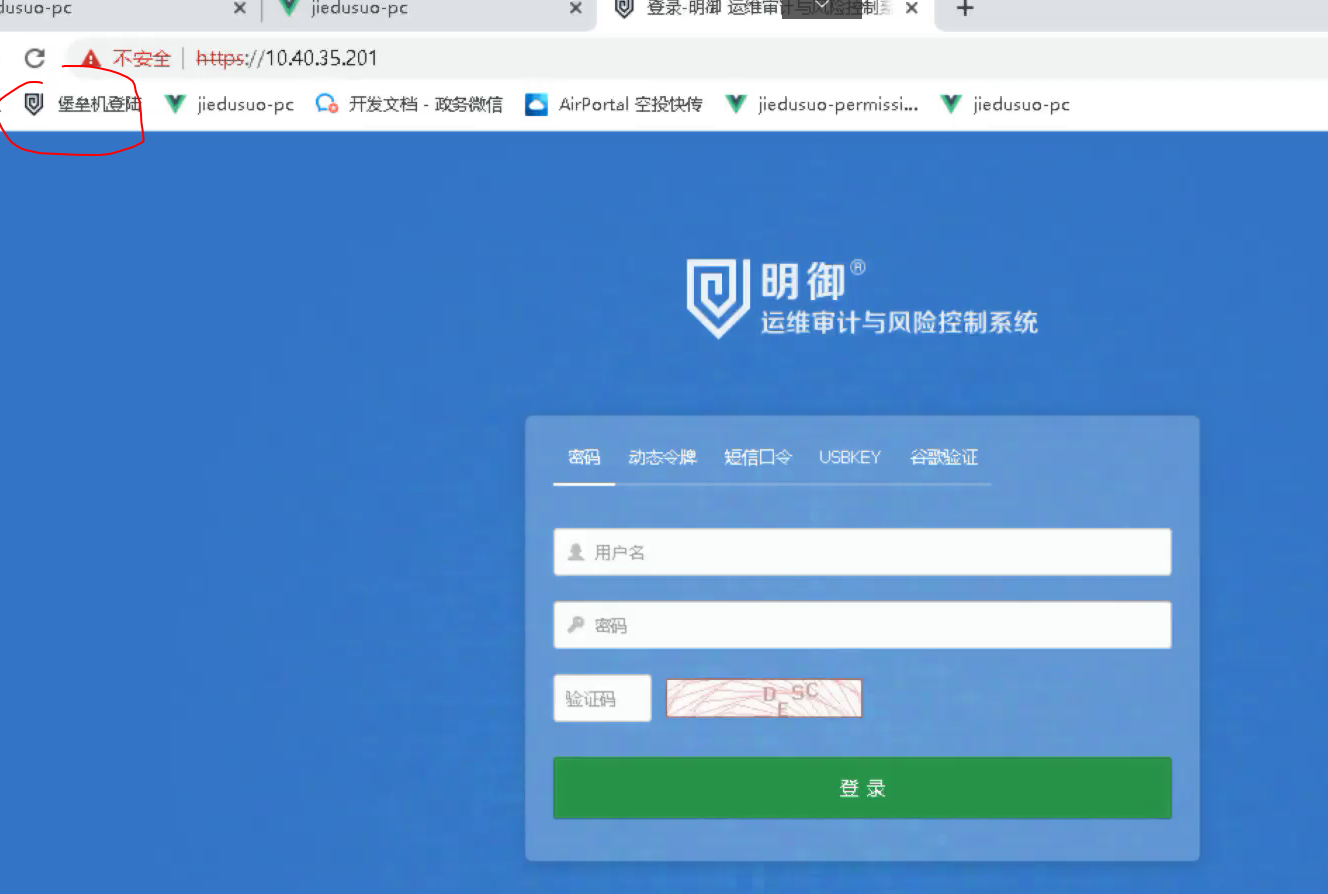 dusuo-pc jiedusuo-pc 登录-明御 运维审计与风险控制系
不安全 https://10.40.35.201
堡垒机登陆 jiedusuo-pc 开发文档 - 政务微信 AirPortal 空投快传 jiedusuo-permissi... jiedusuo-pc
明御®
运维审计与风险控制系统
密码 动态令牌 短信口令 USBKEY 谷歌验证
用户名
密码
验证码 DESC
登 录